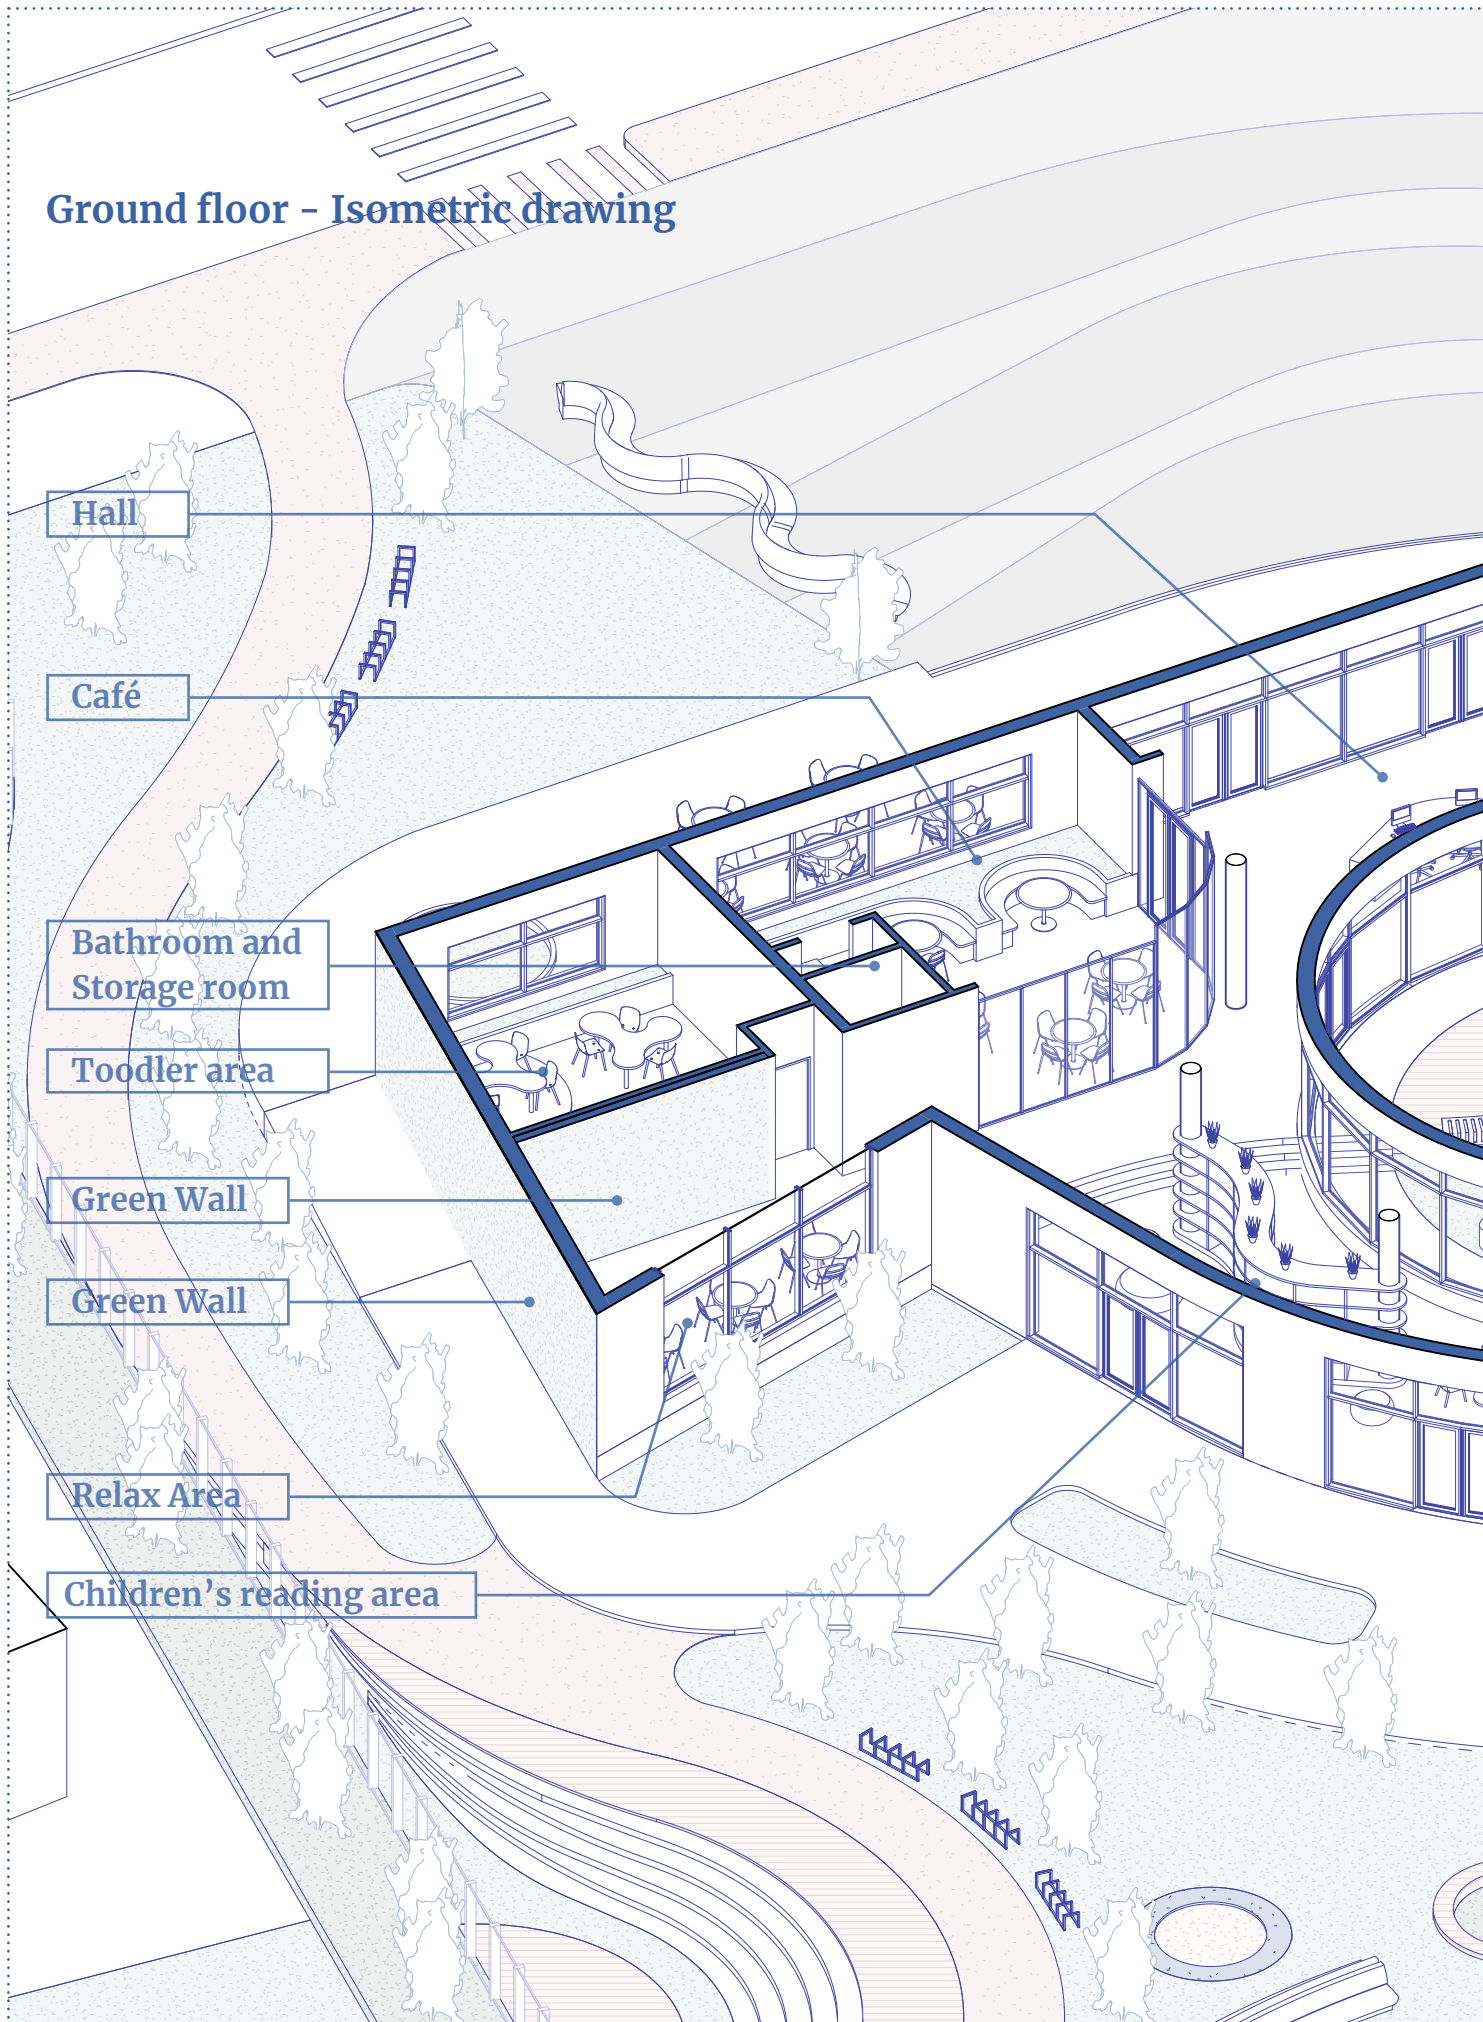 Ground floor - Isometric drawing
Hall
Café
Bathroom and
Storage room
Toodler area
Green Wall
Green Wall
Relax Area
Children’s reading area